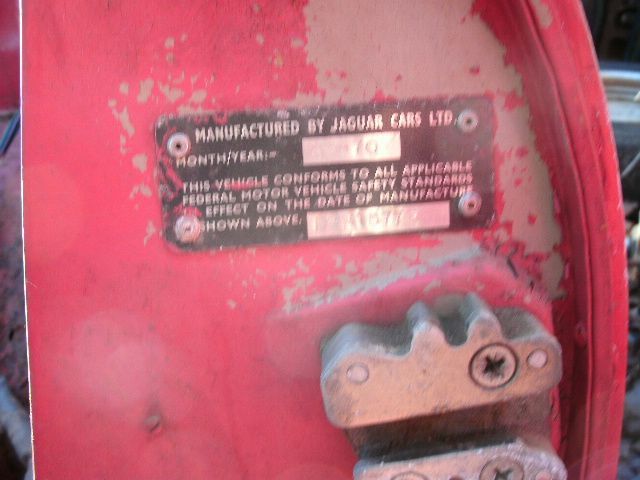 MANUFACTURED BY JAGUAR CARS LTD.
MONTH/YEAR:- 70
THIS VEHICLE CONFORMS TO ALL APPLICABLE
FEDERAL MOTOR VEHICLE SAFETY STANDARDS
EFFECT ON THE DATE OF MANUFACTURE
SHOWN ABOVE.